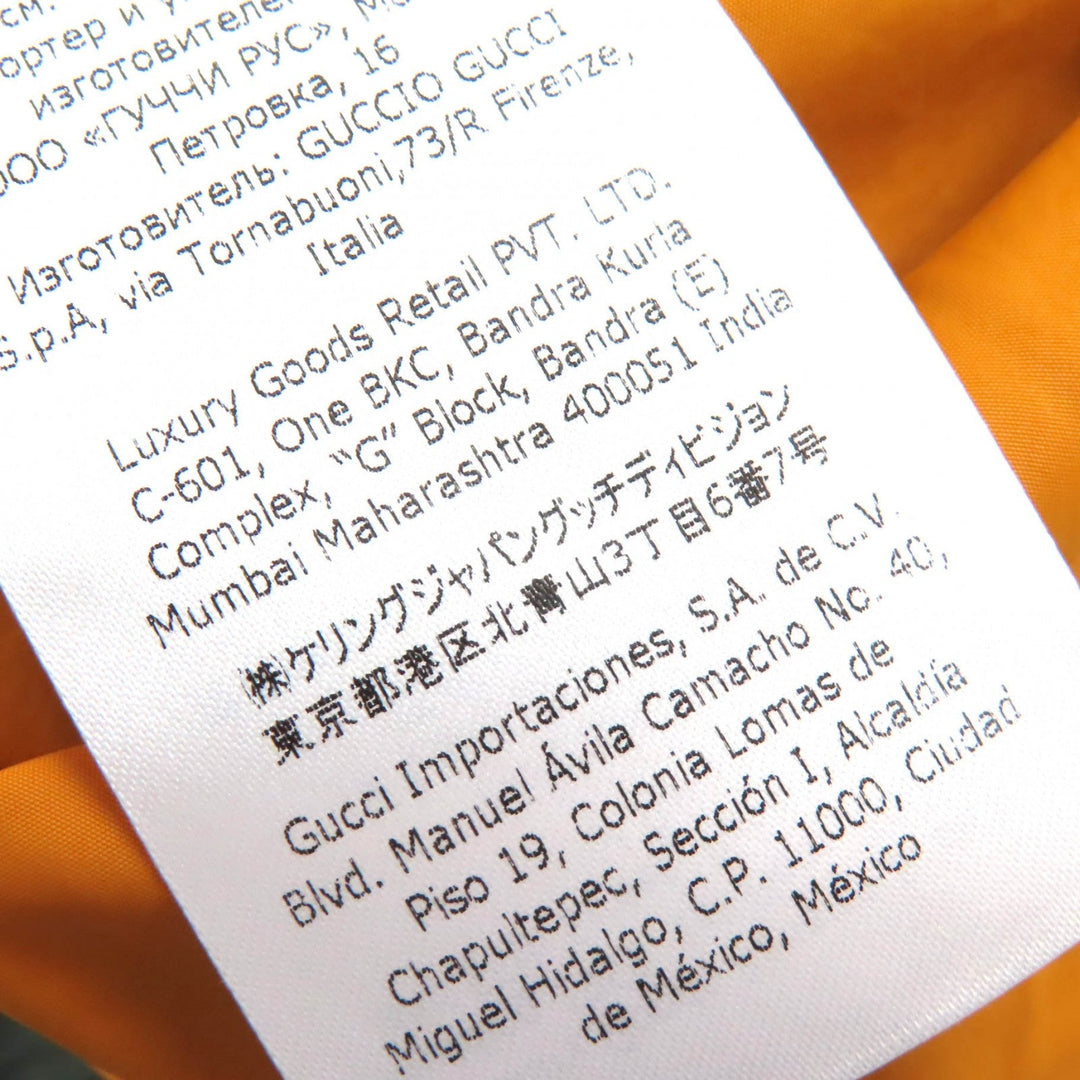 см.
изготовителе
ООО «ГУЧЧИ РУС», Мо
Петровка, 16
Изготовитель: GUCCIO GUCCI
S.p.A, via Tornabuoni,73/R Firenze,
Italia
Luxury Goods Retail PVT. LTD.
C-601, One BKC, Bandra Kurla
Complex, "G" Block, Bandra (E)
Mumbai Maharashtra 400051 India
㈱ケリングジャパングッチディビジョン
東京都港区北青山3丁目6番7号
Gucci Importaciones, S.A. de C.V.
Blvd. Manuel Ávila Camacho No. 40,
Piso 19, Colonia Lomas de
Chapultepec, Sección I, Alcaldía
Miguel Hidalgo, C.P. 11000, Ciudad
de México, México